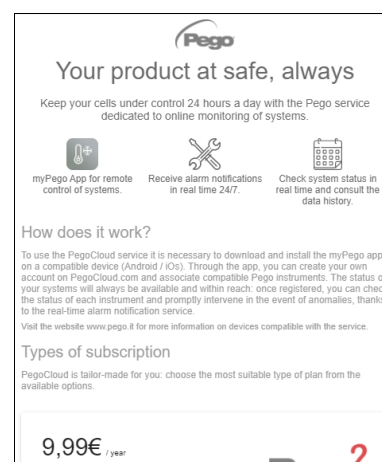 Pego
Your product at safe, always
Keep your cells under control 24 hours a day with the Pego service
dedicated to online monitoring of systems.
myPego App for remote
control of systems.
Receive alarm notifications
in real time 24/7.
Check system status in
real time and consult the
data history.
How does it work?
To use the PegoCloud service it is necessary to download and install the myPego app
on a compatible device (Android / iOs). Through the app, you can create your own
account on PegoCloud.com and associate compatible Pego instruments. The status of
your systems will always be available and within reach: once registered, you can check
the status of each instrument and promptly intervene in the event of anomalies, thanks
to the real-time alarm notification service.
Visit the website www.pego.it for more information on devices compatible with the service.
Types of subscription
PegoCloud is tailor-made for you: choose the most suitable type of plan from the
available options.
9,99€ / year
2